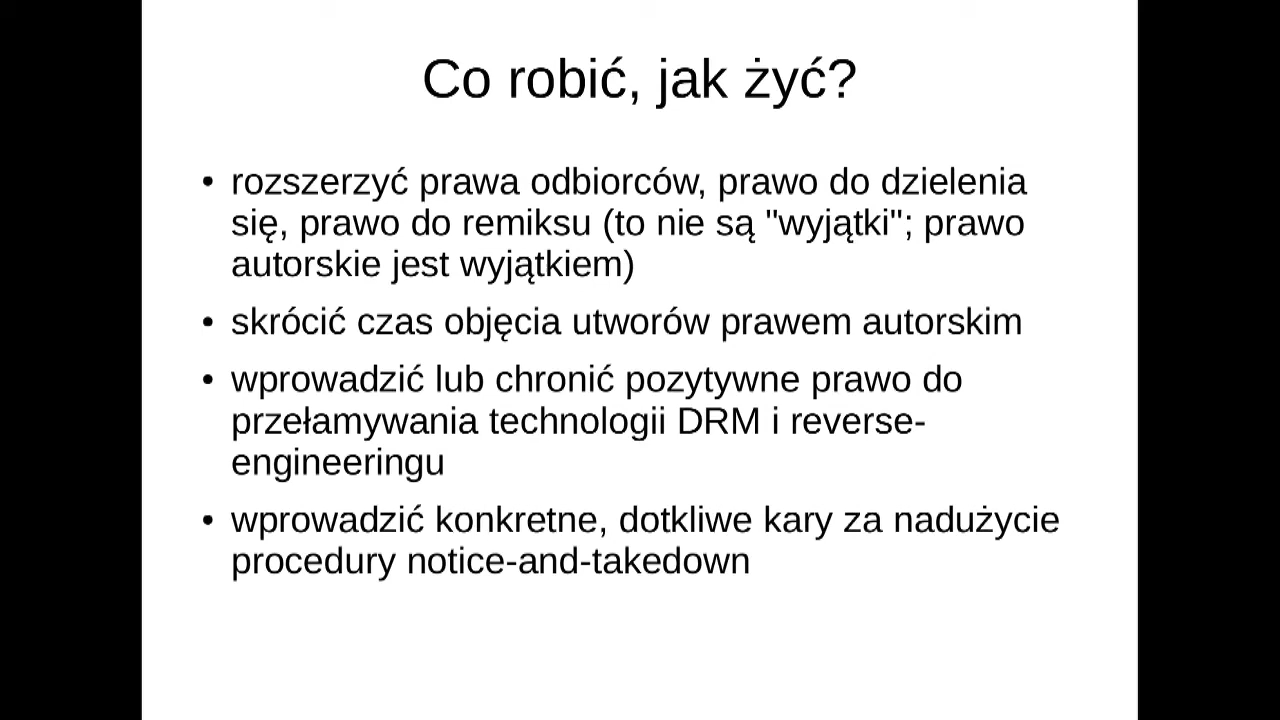 Co robić, jak żyć?
• rozszerzyć prawa odbiorców, prawo do dzielenia
się, prawo do remiksu (to nie są "wyjątki"; prawo
autorskie jest wyjątkiem)
• skrócić czas objęcia utworów prawem autorskim
• wprowadzić lub chronić pozytywne prawo do
przełamywania technologii DRM i reverse-
engineeringu
• wprowadzić konkretne, dotkliwe kary za nadużycie
procedury notice-and-takedown